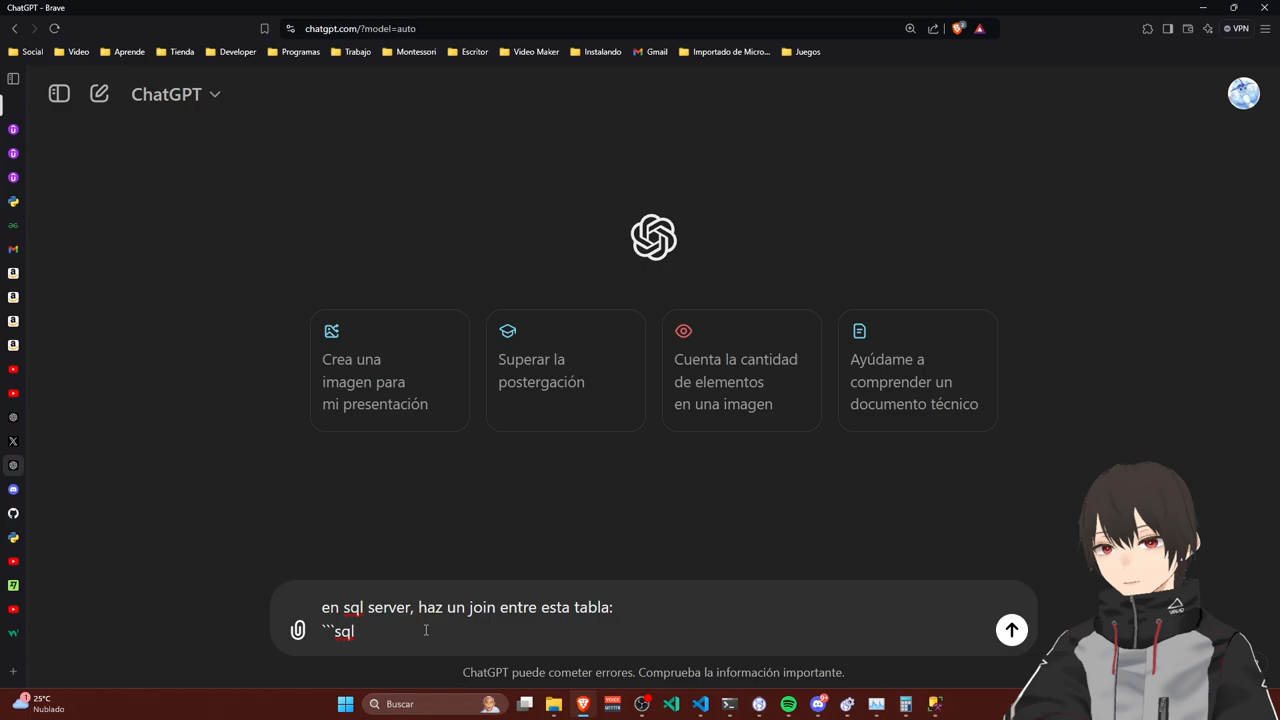 ChatGPT - Brave
chatgpt.com/?model=auto
2
VPN
Social
Video
Aprende
Tienda
Developer
Programas
Trabajo
Montessori
Escritor
Video Maker
Instalando
Gmail
Importado de Micro...
Juegos
ChatGPT
Crea una
imagen para
mi presentación
Superar la
postergación
Cuenta la cantidad
de elementos
en una imagen
Ayúdame a
comprender un
documento técnico
en sql server, haz un join entre esta tabla:
```sql
ChatGPT puede cometer errores. Comprueba la información importante.
1
25°C
Nublado
Buscar